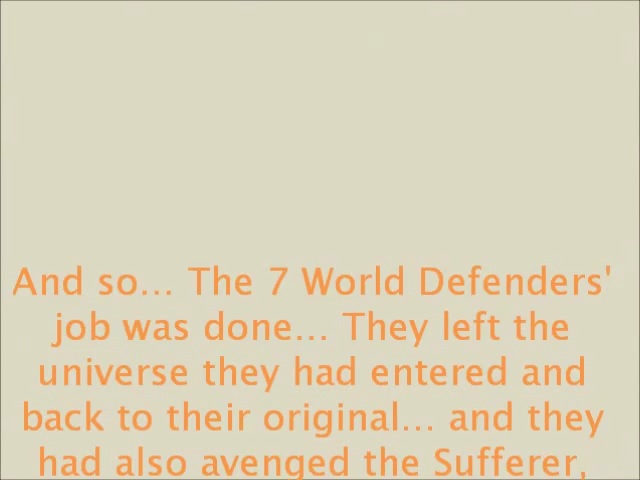 And so... The 7 World Defenders'
job was done... They left the
universe they had entered and
back to their original... and they
had also avenged the Sufferer,